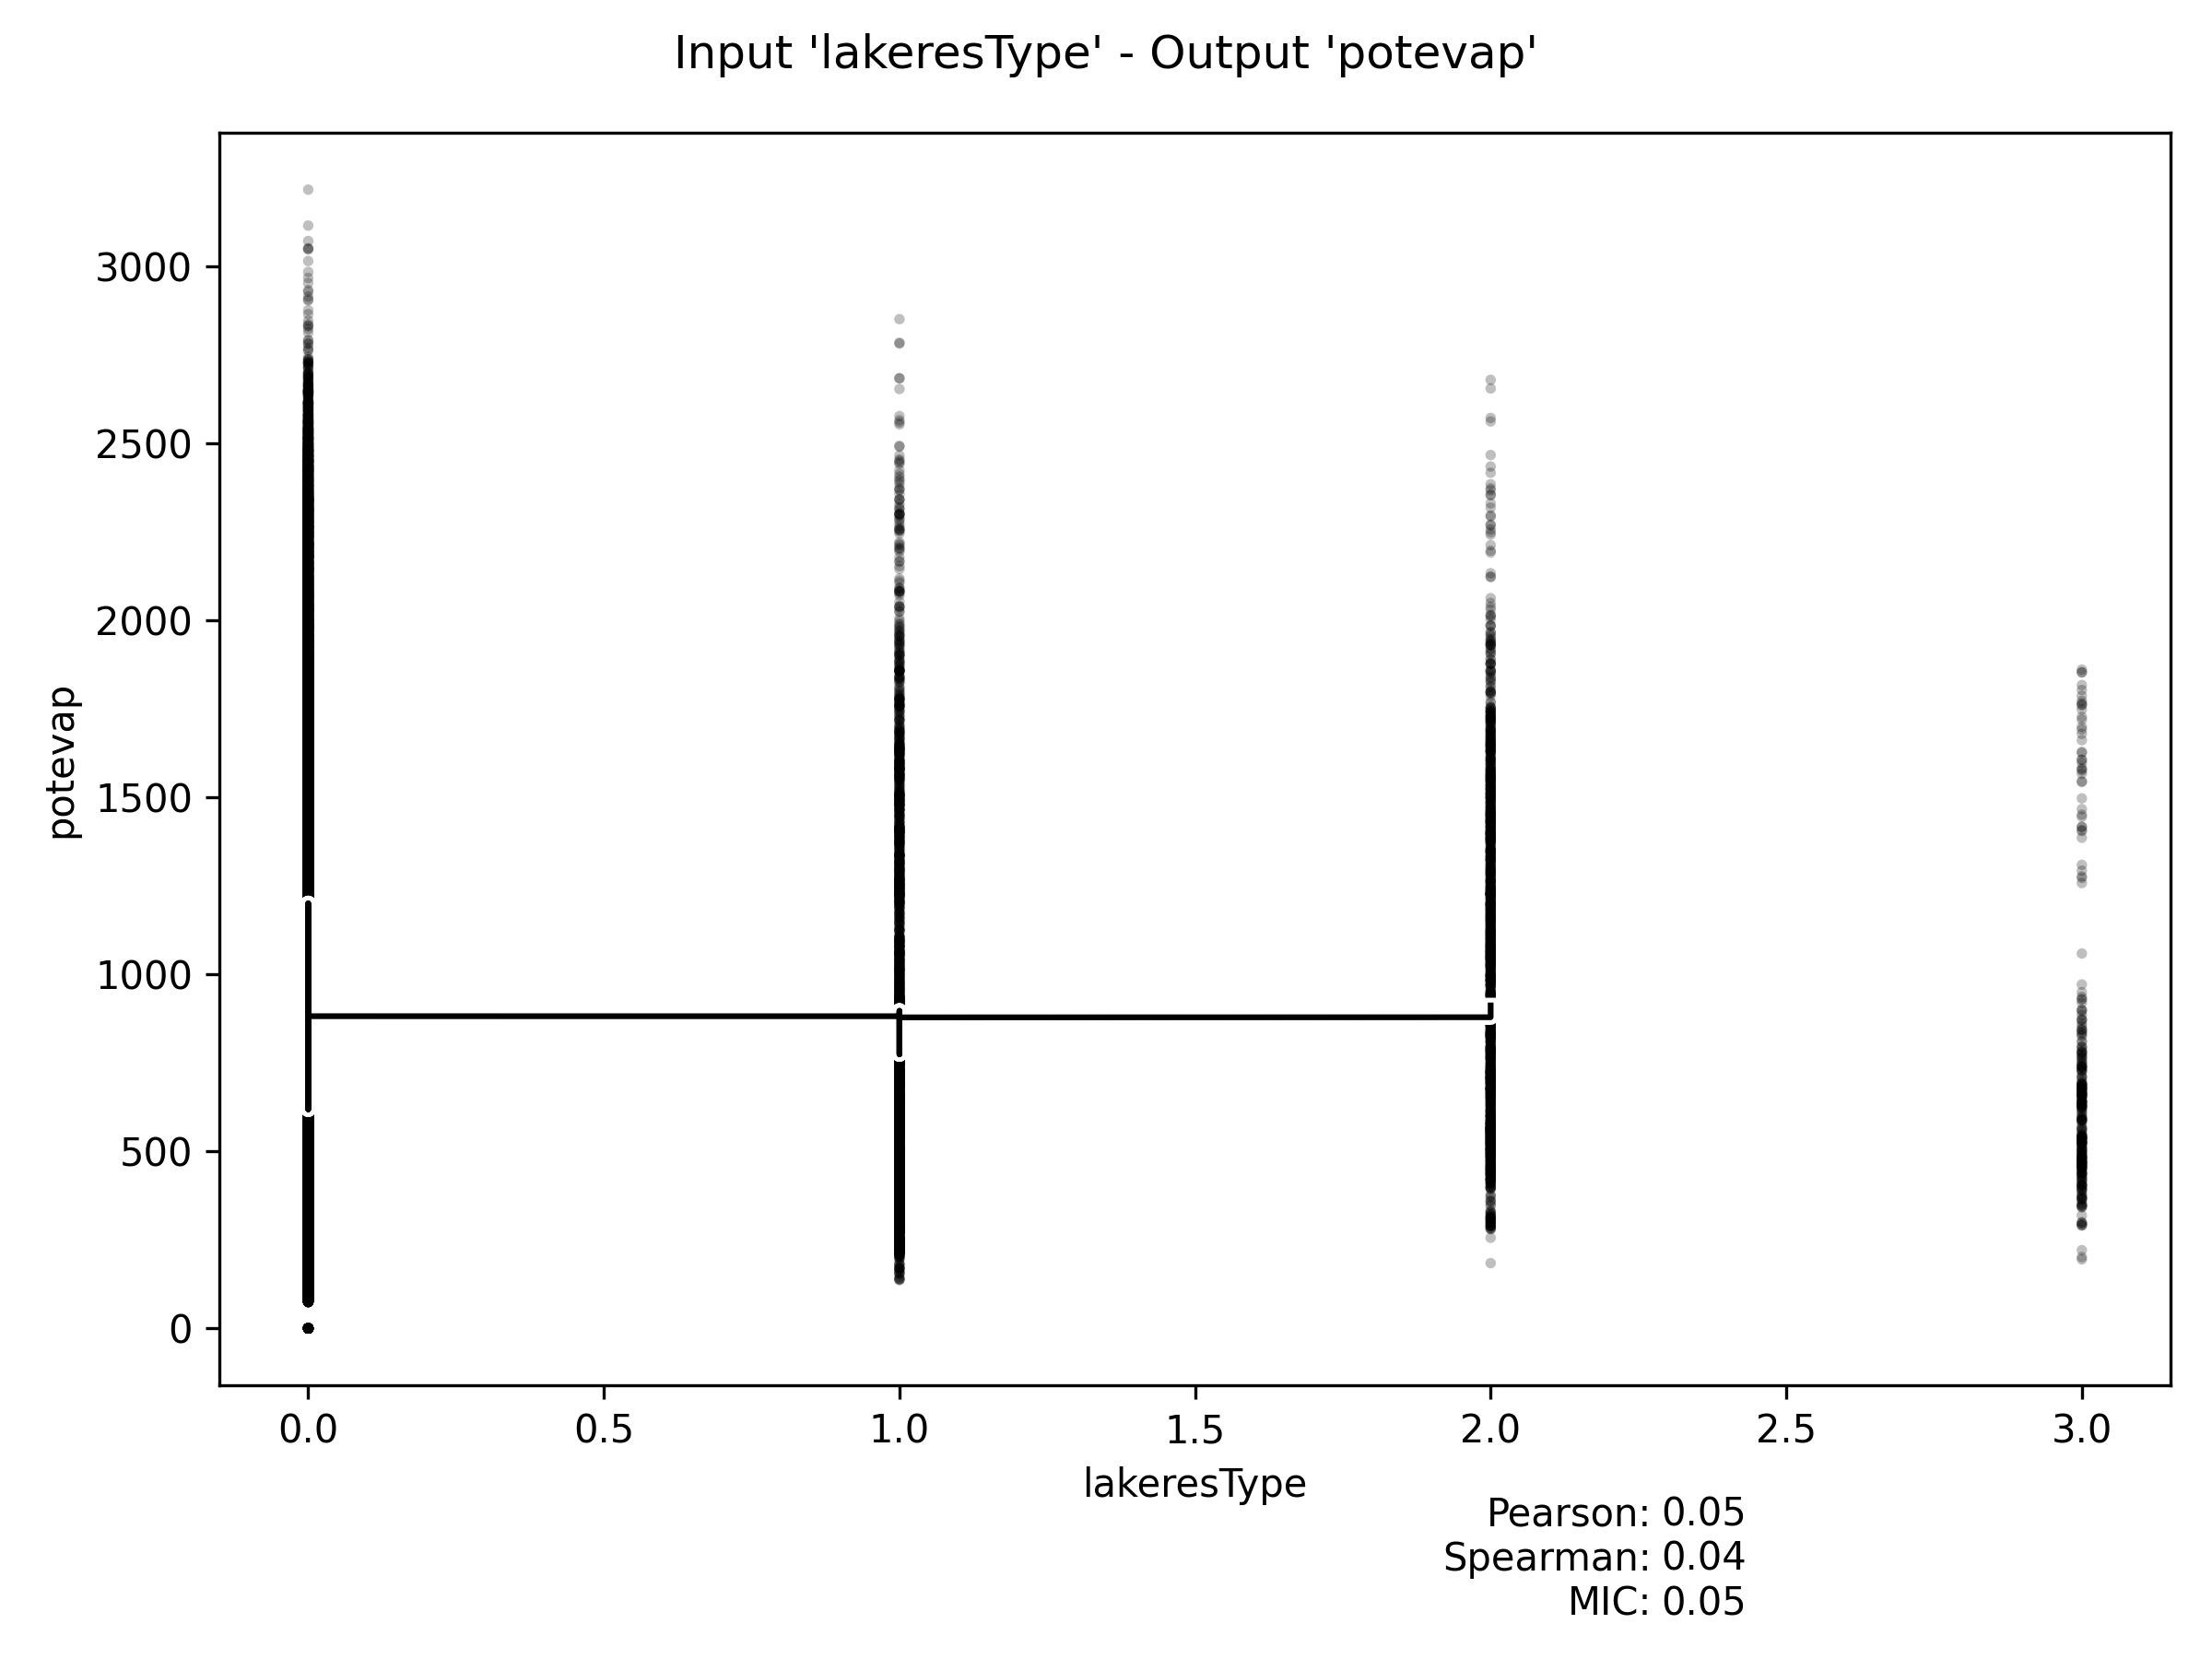 Input 'lakeresType' - Output 'potevap'
3000
2500
2000
1500
1000
500
0
potevap
0.0 0.5 1.0 1.5 2.0 2.5 3.0
lakeresType
Pearson: 0.05
Spearman: 0.04
MIC: 0.05